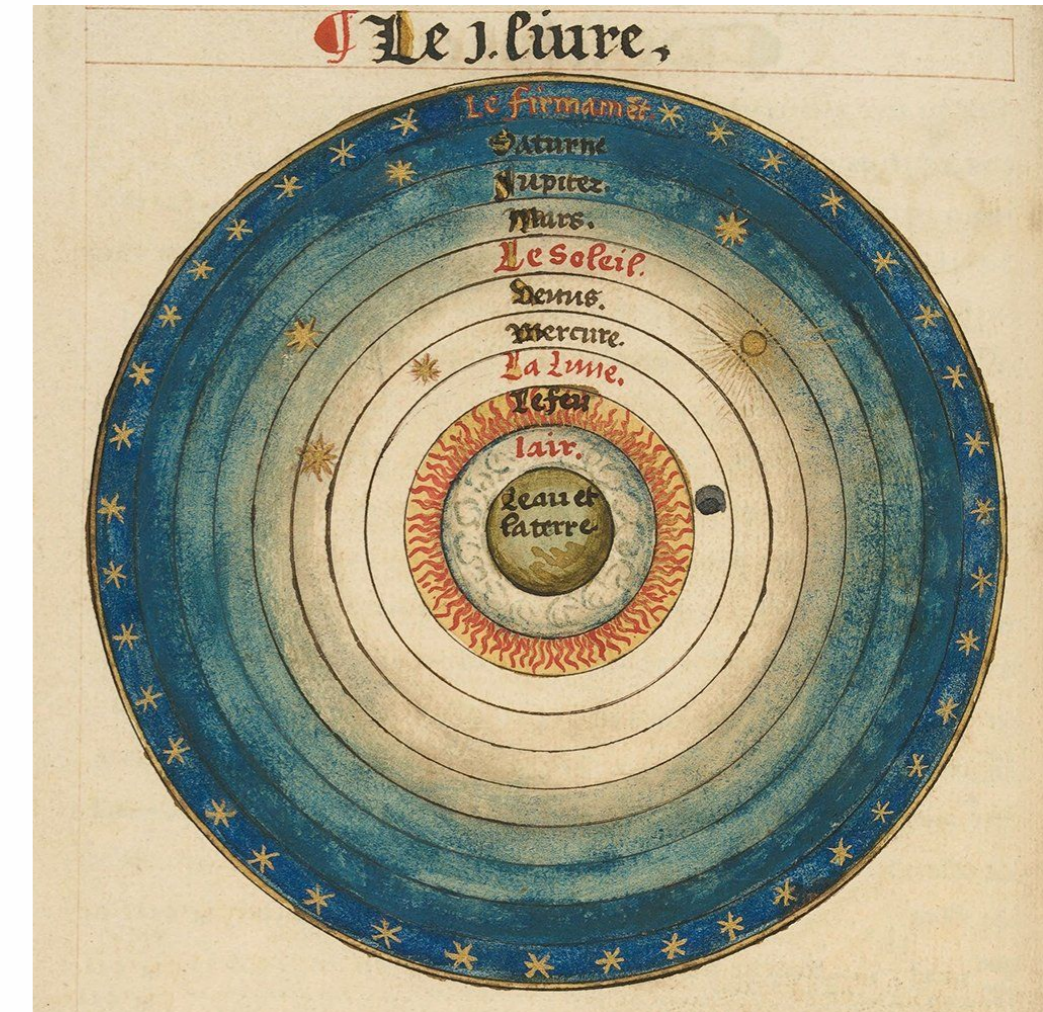 ¶ Le j. liure,
Le firmamēt.
Saturne
Jupiter.
Mars.
Le Soleil.
Venus.
Mercure.
La Lune.
Le feu
lair.
Leau et
la terre.